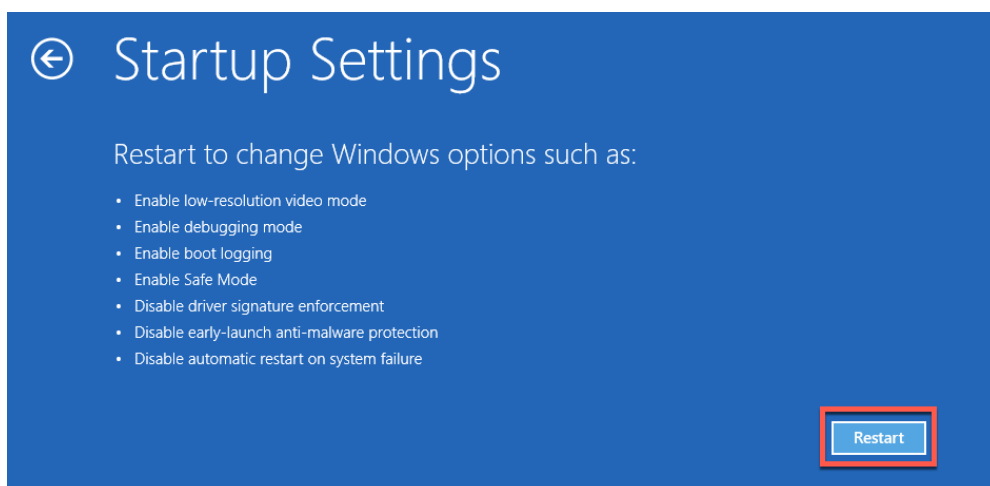 Startup Settings
Restart to change Windows options such as:
• Enable low-resolution video mode
• Enable debugging mode
• Enable boot logging
• Enable Safe Mode
• Disable driver signature enforcement
• Disable early-launch anti-malware protection
• Disable automatic restart on system failure
Restart